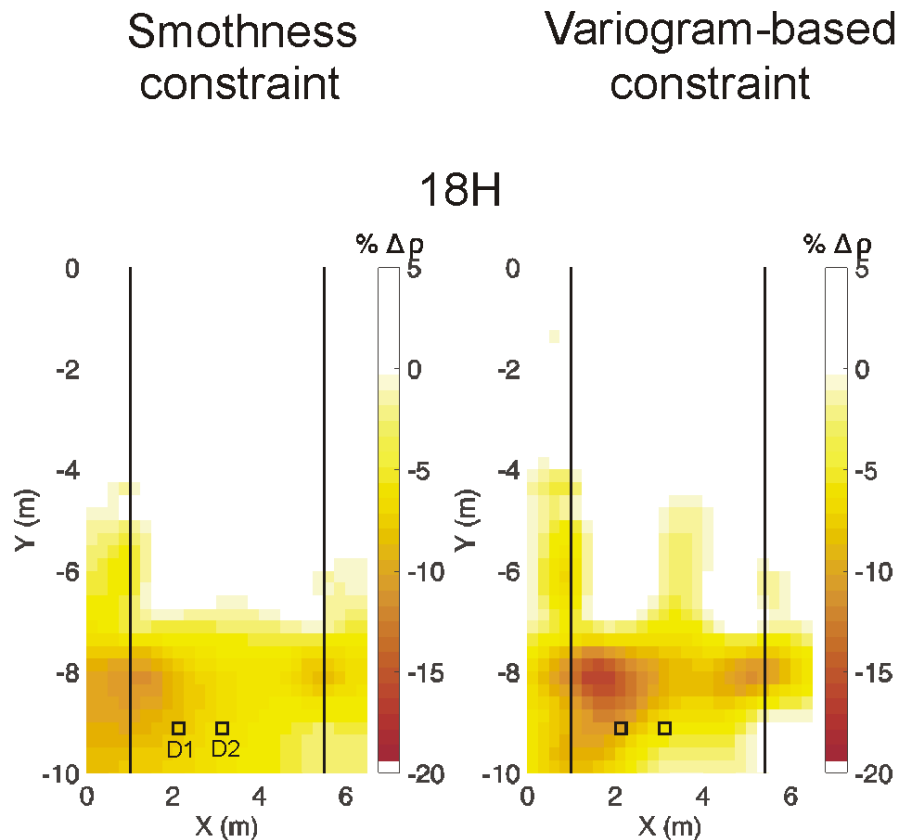 Smothness
constraint
Variogram-based
constraint
18H
% Δρ
0
-2
-4
-6
-8
-10
Y (m)
5
0
-5
-10
-15
-20
D1 D2
0 2 4 6
X (m)
% Δρ
0
-2
-4
-6
-8
-10
Y (m)
5
0
-5
-10
-15
-20
0 2 4 6
X (m)